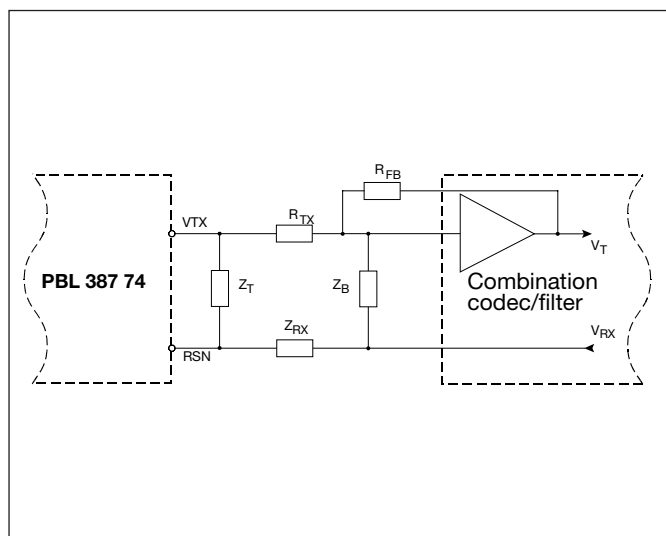 R_FB
VTX
R_TX
V_T
PBL 387 74
Z_T
Z_B
Combination
codec/filter
Z_RX
V_RX
RSN